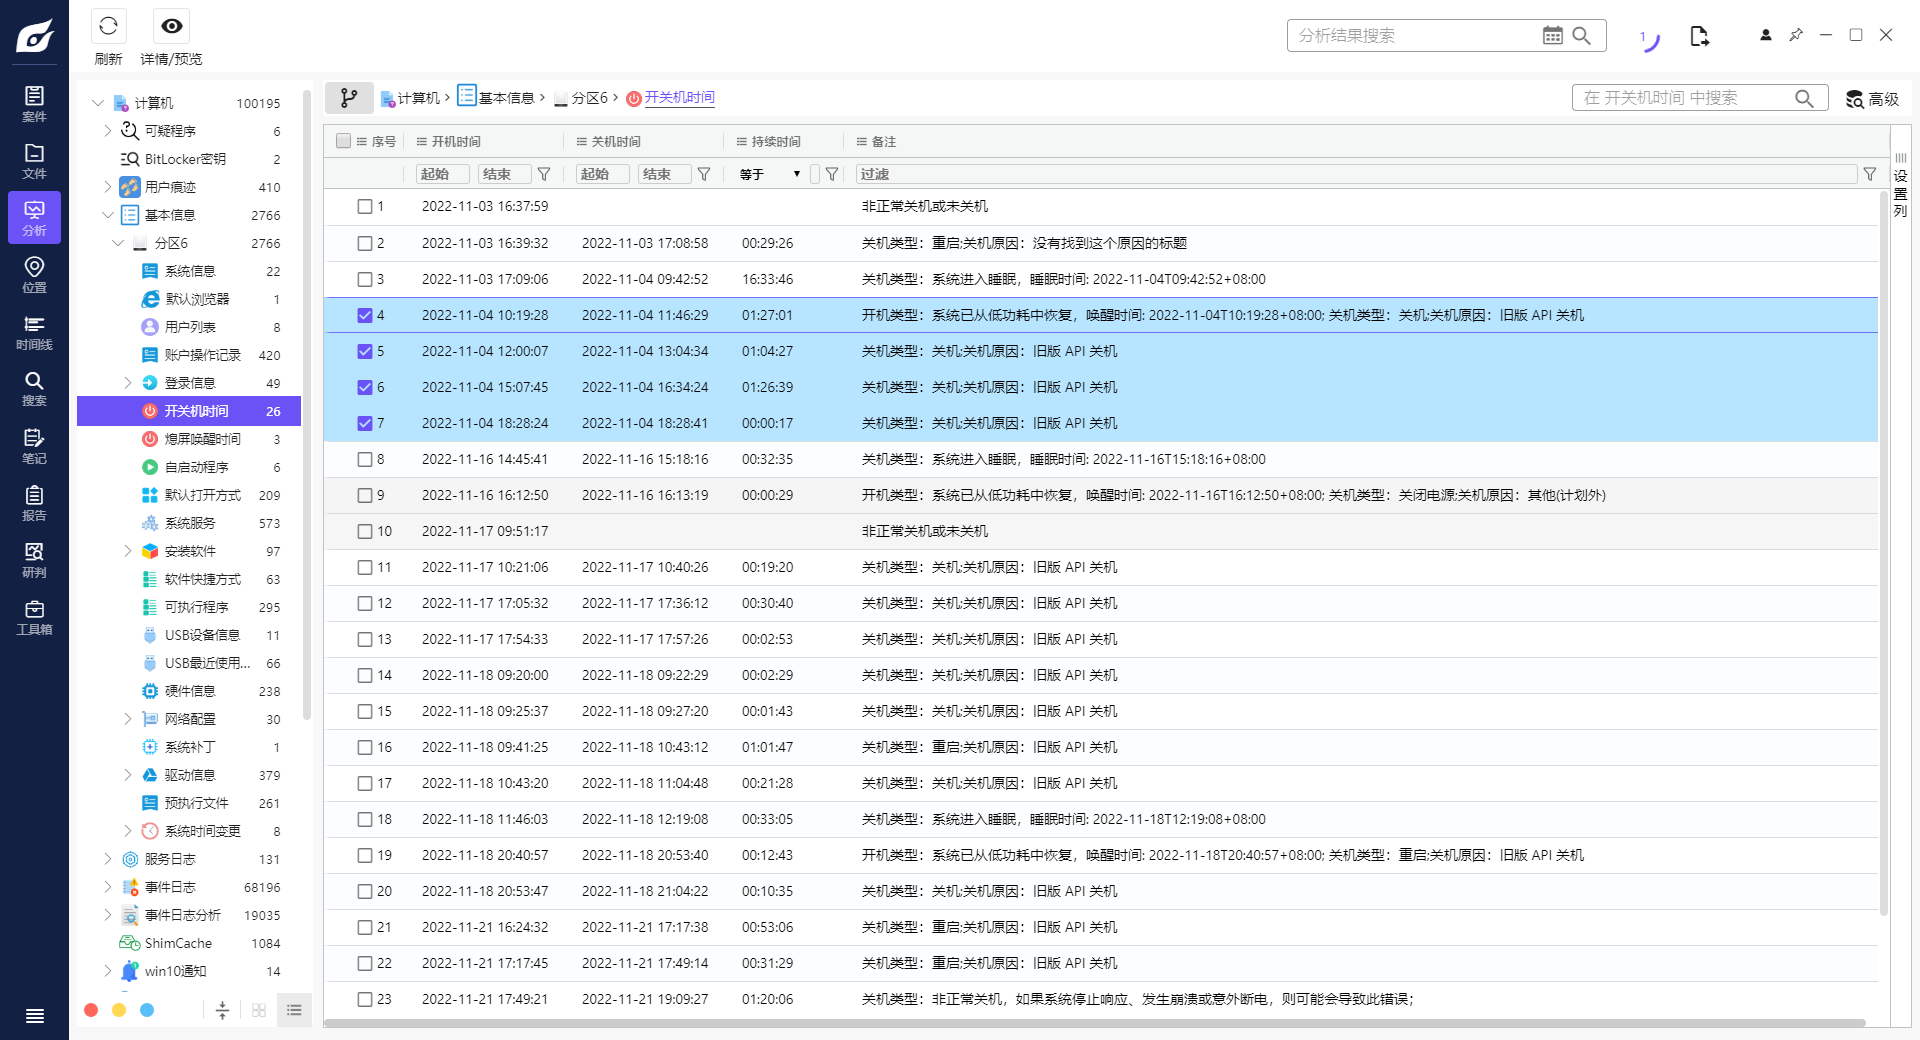 刷新
详情/预览
分析结果搜索
1
案件
文件
分析
位置
时间线
搜索
笔记
报告
研判
工具箱
计算机 100195
可疑程序 6
BitLocker密钥 2
用户痕迹 410
基本信息 2766
分区6 2766
系统信息 22
默认浏览器 1
用户列表 8
账户操作记录 420
登录信息 49
开关机时间 26
熄屏唤醒时间 3
自启动程序 6
默认打开方式 209
系统服务 573
安装软件 97
软件快捷方式 63
可执行程序 295
USB设备信息 11
USB最近使用... 66
硬件信息 238
网络配置 30
系统补丁 1
驱动信息 379
预执行文件 261
系统时间变更 8
服务日志 131
事件日志 68196
事件日志分析 19035
ShimCache 1084
win10通知 14
计算机 › 基本信息 › 分区6 › 开关机时间
在 开关机时间 中搜索
高级
序号 开机时间 关机时间 持续时间 备注
起始 结束 起始 结束 等于 ▼ 过滤
设置列
1 2022-11-03 16:37:59 非正常关机或未关机
2 2022-11-03 16:39:32 2022-11-03 17:08:58 00:29:26 关机类型：重启;关机原因：没有找到这个原因的标题
3 2022-11-03 17:09:06 2022-11-04 09:42:52 16:33:46 关机类型：系统进入睡眠，睡眠时间: 2022-11-04T09:42:52+08:00
4 2022-11-04 10:19:28 2022-11-04 11:46:29 01:27:01 开机类型：系统已从低功耗中恢复，唤醒时间: 2022-11-04T10:19:28+08:00; 关机类型：关机;关机原因：旧版 API 关机
5 2022-11-04 12:00:07 2022-11-04 13:04:34 01:04:27 关机类型：关机;关机原因：旧版 API 关机
6 2022-11-04 15:07:45 2022-11-04 16:34:24 01:26:39 关机类型：关机;关机原因：旧版 API 关机
7 2022-11-04 18:28:24 2022-11-04 18:28:41 00:00:17 关机类型：关机;关机原因：旧版 API 关机
8 2022-11-16 14:45:41 2022-11-16 15:18:16 00:32:35 关机类型：系统进入睡眠，睡眠时间: 2022-11-16T15:18:16+08:00
9 2022-11-16 16:12:50 2022-11-16 16:13:19 00:00:29 开机类型：系统已从低功耗中恢复，唤醒时间: 2022-11-16T16:12:50+08:00; 关机类型：关闭电源;关机原因：其他(计划外)
10 2022-11-17 09:51:17 非正常关机或未关机
11 2022-11-17 10:21:06 2022-11-17 10:40:26 00:19:20 关机类型：关机;关机原因：旧版 API 关机
12 2022-11-17 17:05:32 2022-11-17 17:36:12 00:30:40 关机类型：关机;关机原因：旧版 API 关机
13 2022-11-17 17:54:33 2022-11-17 17:57:26 00:02:53 关机类型：关机;关机原因：旧版 API 关机
14 2022-11-18 09:20:00 2022-11-18 09:22:29 00:02:29 关机类型：关机;关机原因：旧版 API 关机
15 2022-11-18 09:25:37 2022-11-18 09:27:20 00:01:43 关机类型：关机;关机原因：旧版 API 关机
16 2022-11-18 09:41:25 2022-11-18 10:43:12 01:01:47 关机类型：重启;关机原因：旧版 API 关机
17 2022-11-18 10:43:20 2022-11-18 11:04:48 00:21:28 关机类型：关机;关机原因：旧版 API 关机
18 2022-11-18 11:46:03 2022-11-18 12:19:08 00:33:05 关机类型：系统进入睡眠，睡眠时间: 2022-11-18T12:19:08+08:00
19 2022-11-18 20:40:57 2022-11-18 20:53:40 00:12:43 开机类型：系统已从低功耗中恢复，唤醒时间: 2022-11-18T20:40:57+08:00; 关机类型：重启;关机原因：旧版 API 关机
20 2022-11-18 20:53:47 2022-11-18 21:04:22 00:10:35 关机类型：关机;关机原因：旧版 API 关机
21 2022-11-21 16:24:32 2022-11-21 17:17:38 00:53:06 关机类型：重启;关机原因：旧版 API 关机
22 2022-11-21 17:17:45 2022-11-21 17:49:14 00:31:29 关机类型：重启;关机原因：旧版 API 关机
23 2022-11-21 17:49:21 2022-11-21 19:09:27 01:20:06 关机类型：非正常关机，如果系统停止响应、发生崩溃或意外断电，则可能会导致此错误；